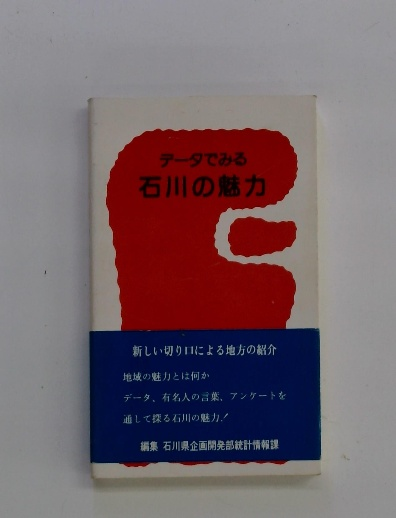 データでみる
石川の魅力
新しい切り口による地方の紹介
地域の魅力とは何か
データ、有名人の言葉、アンケートを
通して探る石川の魅力！
編集 石川県企画開発部統計情報課